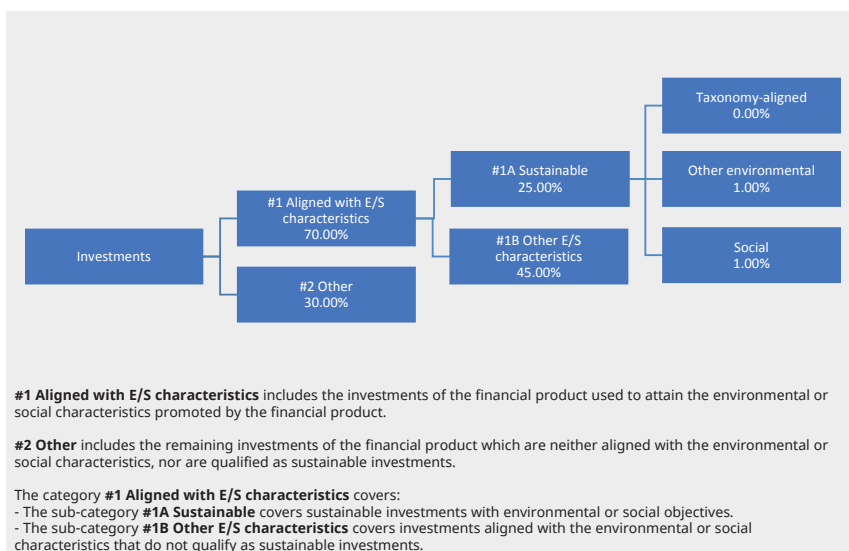 Investments
#1 Aligned with E/S
characteristics
70.00%
#2 Other
30.00%
#1A Sustainable
25.00%
#1B Other E/S
characteristics
45.00%
Taxonomy-aligned
0.00%
Other environmental
1.00%
Social
1.00%
#1 Aligned with E/S characteristics includes the investments of the financial product used to attain the environmental or
social characteristics promoted by the financial product.
#2 Other includes the remaining investments of the financial product which are neither aligned with the environmental or
social characteristics, nor are qualified as sustainable investments.
The category #1 Aligned with E/S characteristics covers:
- The sub-category #1A Sustainable covers sustainable investments with environmental or social objectives.
- The sub-category #1B Other E/S characteristics covers investments aligned with the environmental or social
characteristics that do not qualify as sustainable investments.